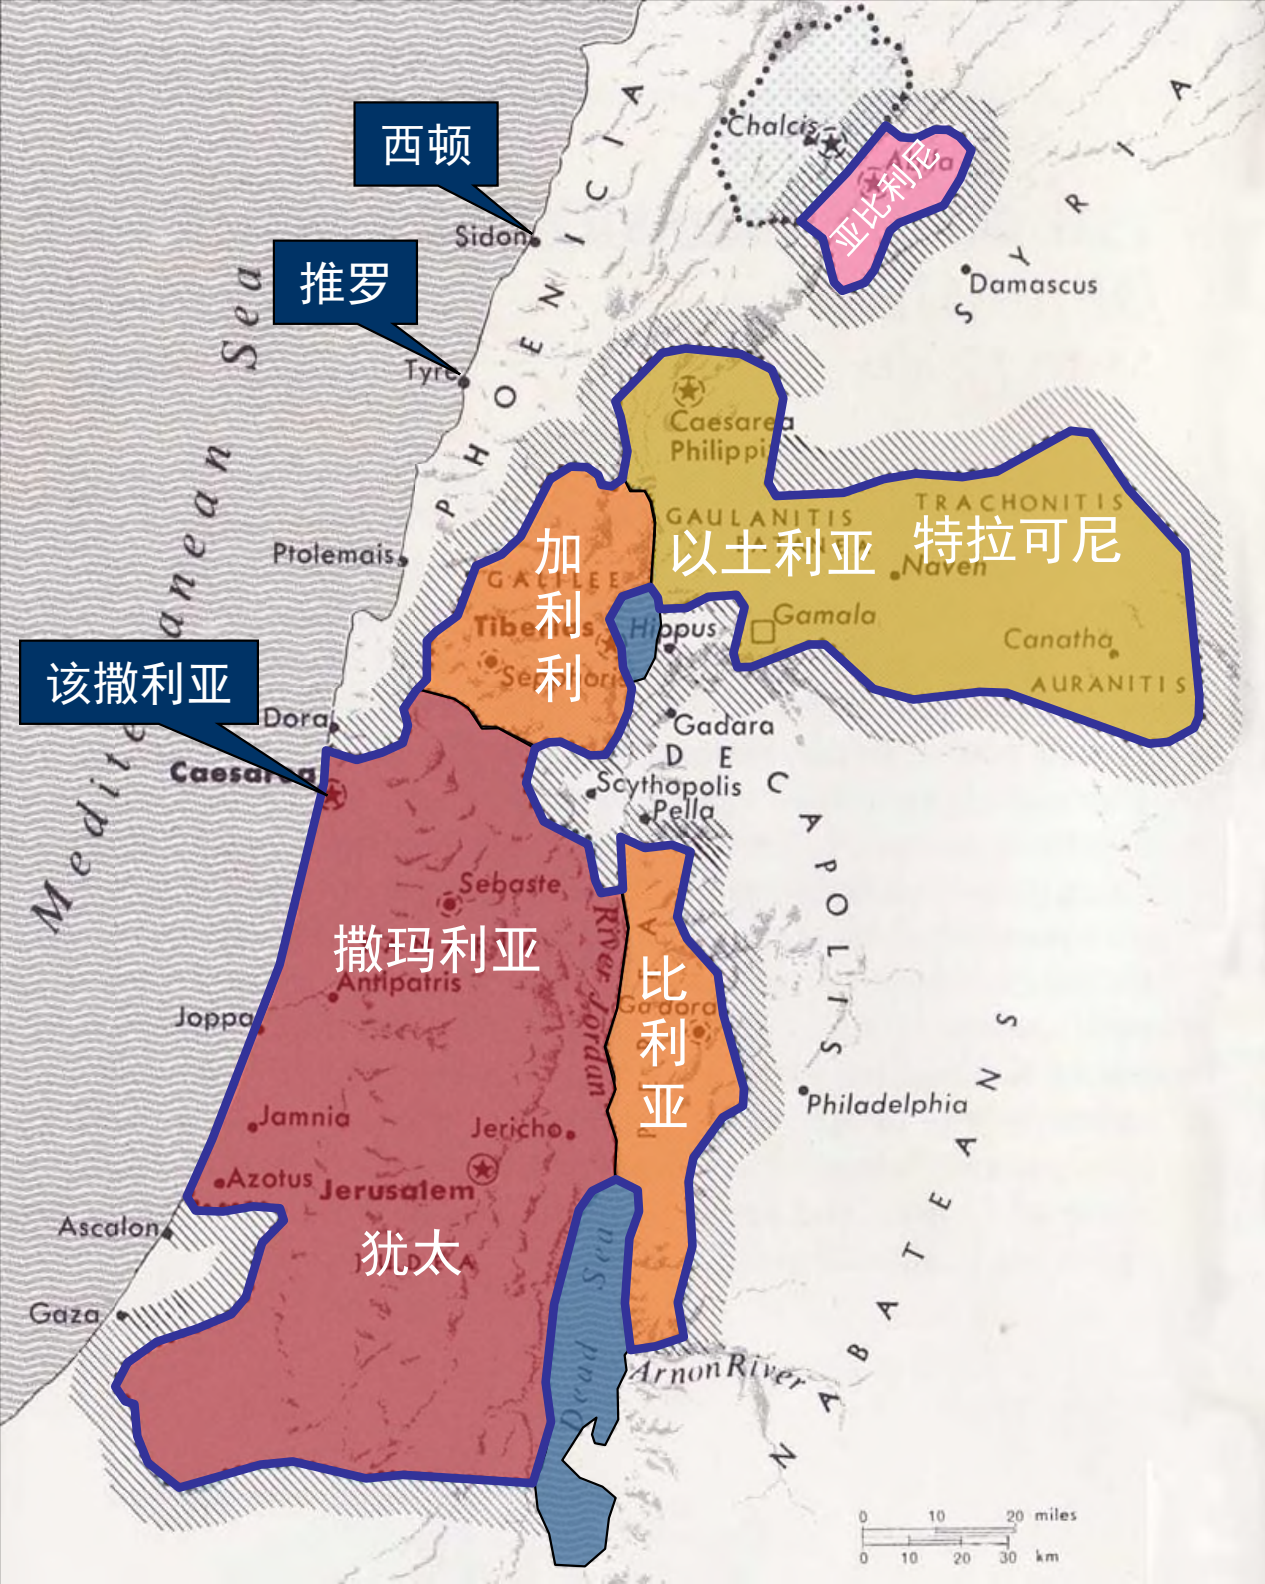 西顿
Chalcis
亚比利尼
PHOENICIA
SYRIA
Sidon
推罗
Damascus
Mediterranean Sea
Tyre
Caesarea
Philippi
TRACHONITIS
GAULANITIS
特拉可尼
以土利亚
加利利
Ptolemais
Naven
GALILEE
Gamala
Tiberias
Hippus
Canatha
Sepphoris
AURANITIS
该撒利亚
Dora
Gadara
DECAPOLIS
Caesarea
Scythopolis
Pella
Sebaste
River Jordan
撒玛利亚
Antipatris
比利亚
Gadora
Joppa
NABATEANS
Philadelphia
Jamnia
Jericho
Azotus
Jerusalem
Ascalon
犹太
Dead Sea
Gaza
Arnon River
0 10 20 miles
0 10 20 30 km